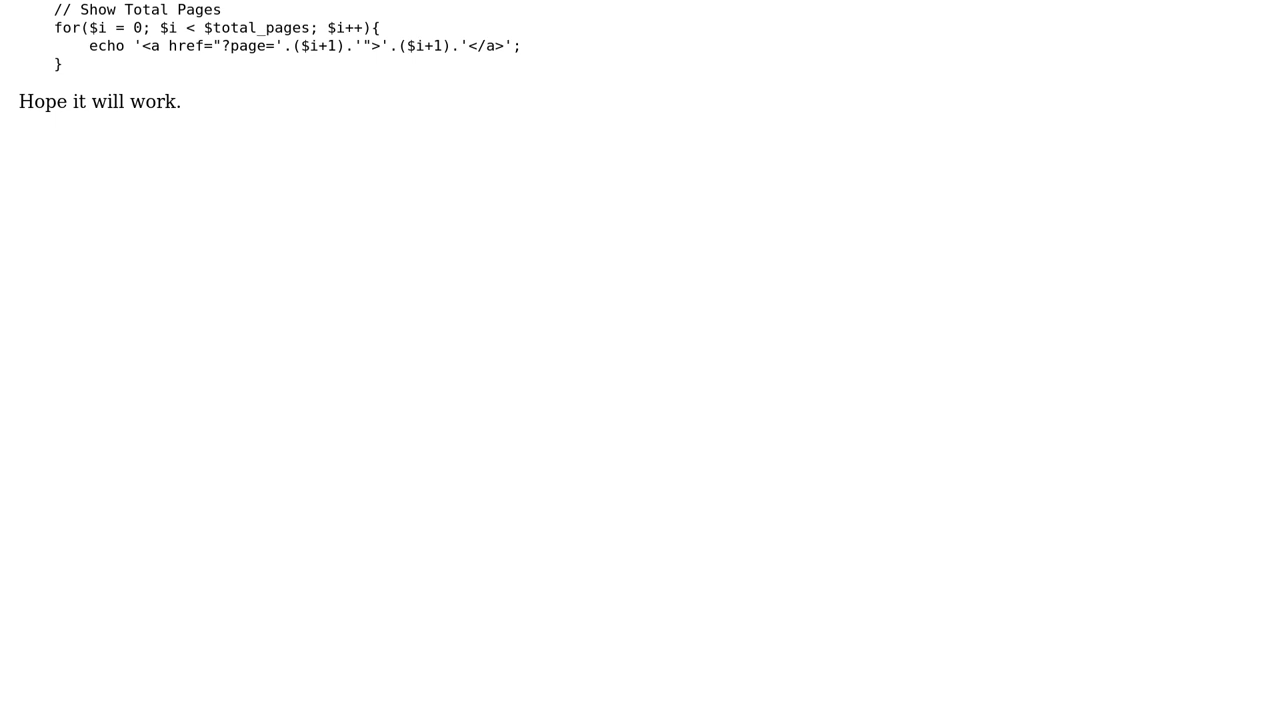 // Show Total Pages
for($i = 0; $i < $total_pages; $i++){
    echo '<a href="?page='.($i+1).'">'.($i+1).'</a>';
}
Hope it will work.